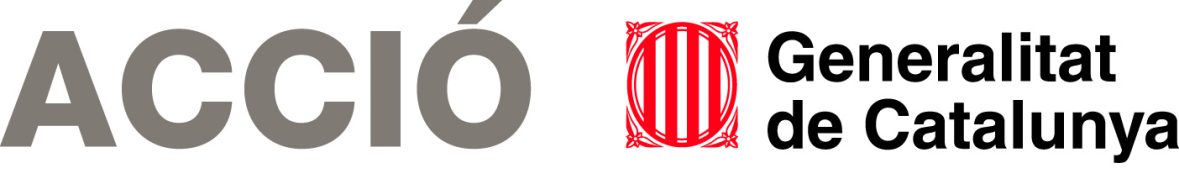 ACCIÓ
Generalitat
de Catalunya